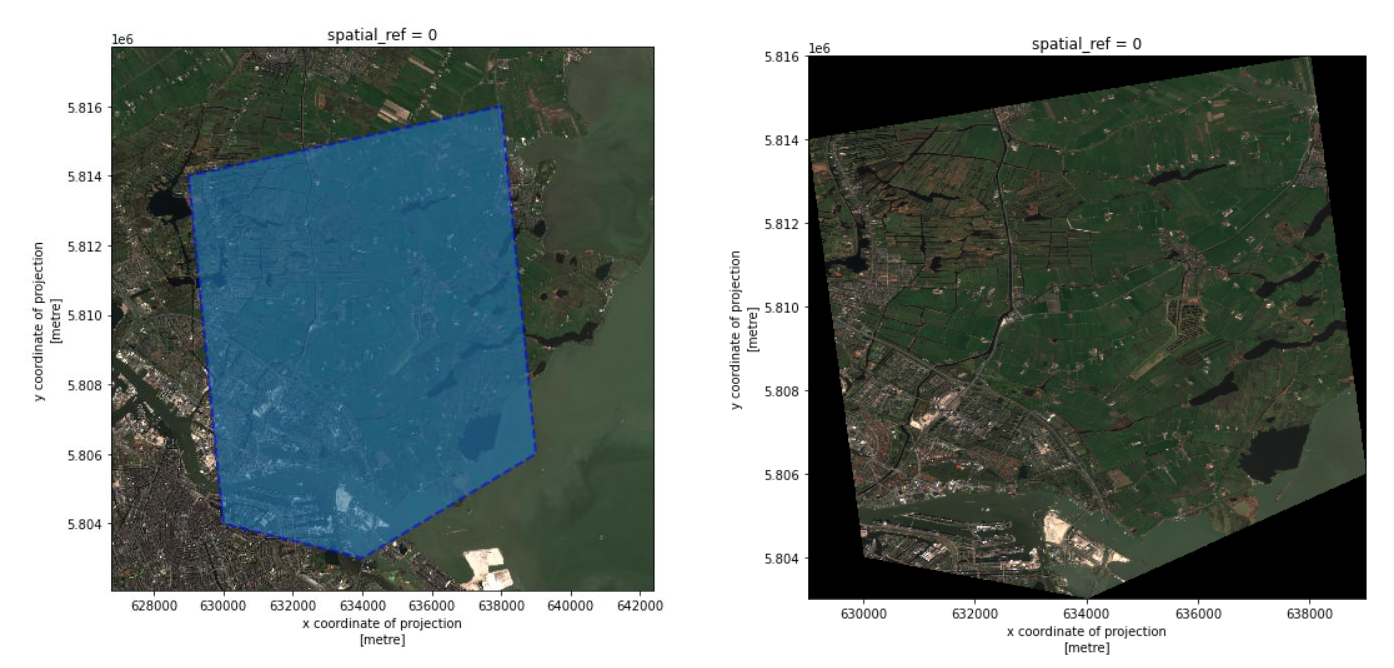 spatial_ref = 0
1e6
5.816
5.814
5.812
5.810
5.808
5.806
5.804
y coordinate of projection
[metre]
628000 630000 632000 634000 636000 638000 640000 642000
x coordinate of projection
[metre]
spatial_ref = 0
1e6
5.816
5.814
5.812
5.810
5.808
5.806
5.804
y coordinate of projection
[metre]
630000 632000 634000 636000 638000
x coordinate of projection
[metre]